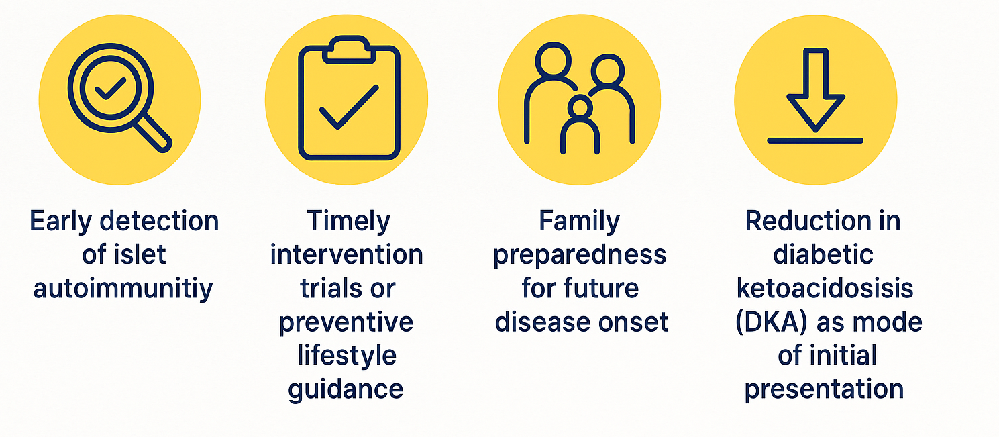 Early detection
of islet
autoimmunitiy
Timely
intervention
trials or
preventive
lifestyle
guidance
Family
preparedness
for future
disease onset
Reduction in
diabetic
ketoacidosisis
(DKA) as mode
of initial
presentation